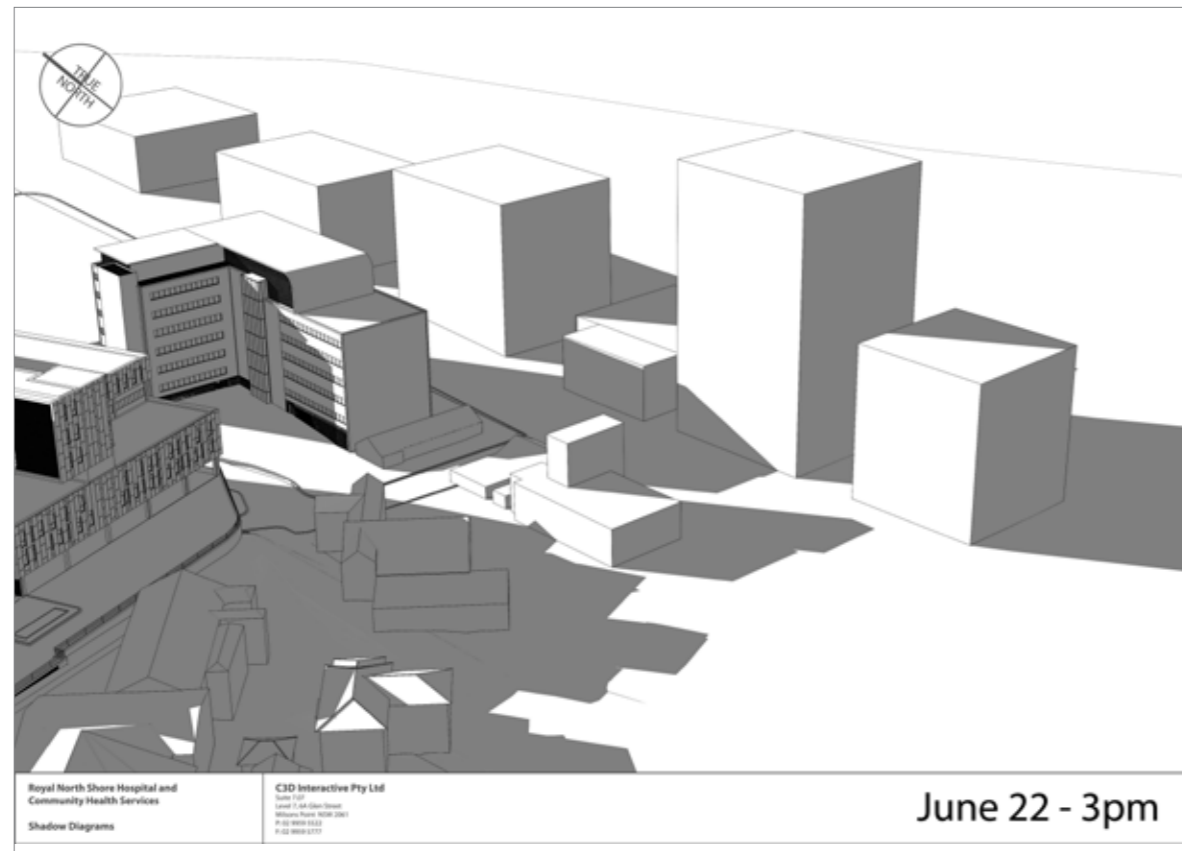 TRUE
NORTH
Royal North Shore Hospital and
Community Health Services
Shadow Diagrams
C3D Interactive Pty Ltd
Suite 7.07
Level 7, 6A Glen Street
Milsons Point NSW 2061
June 22 - 3pm